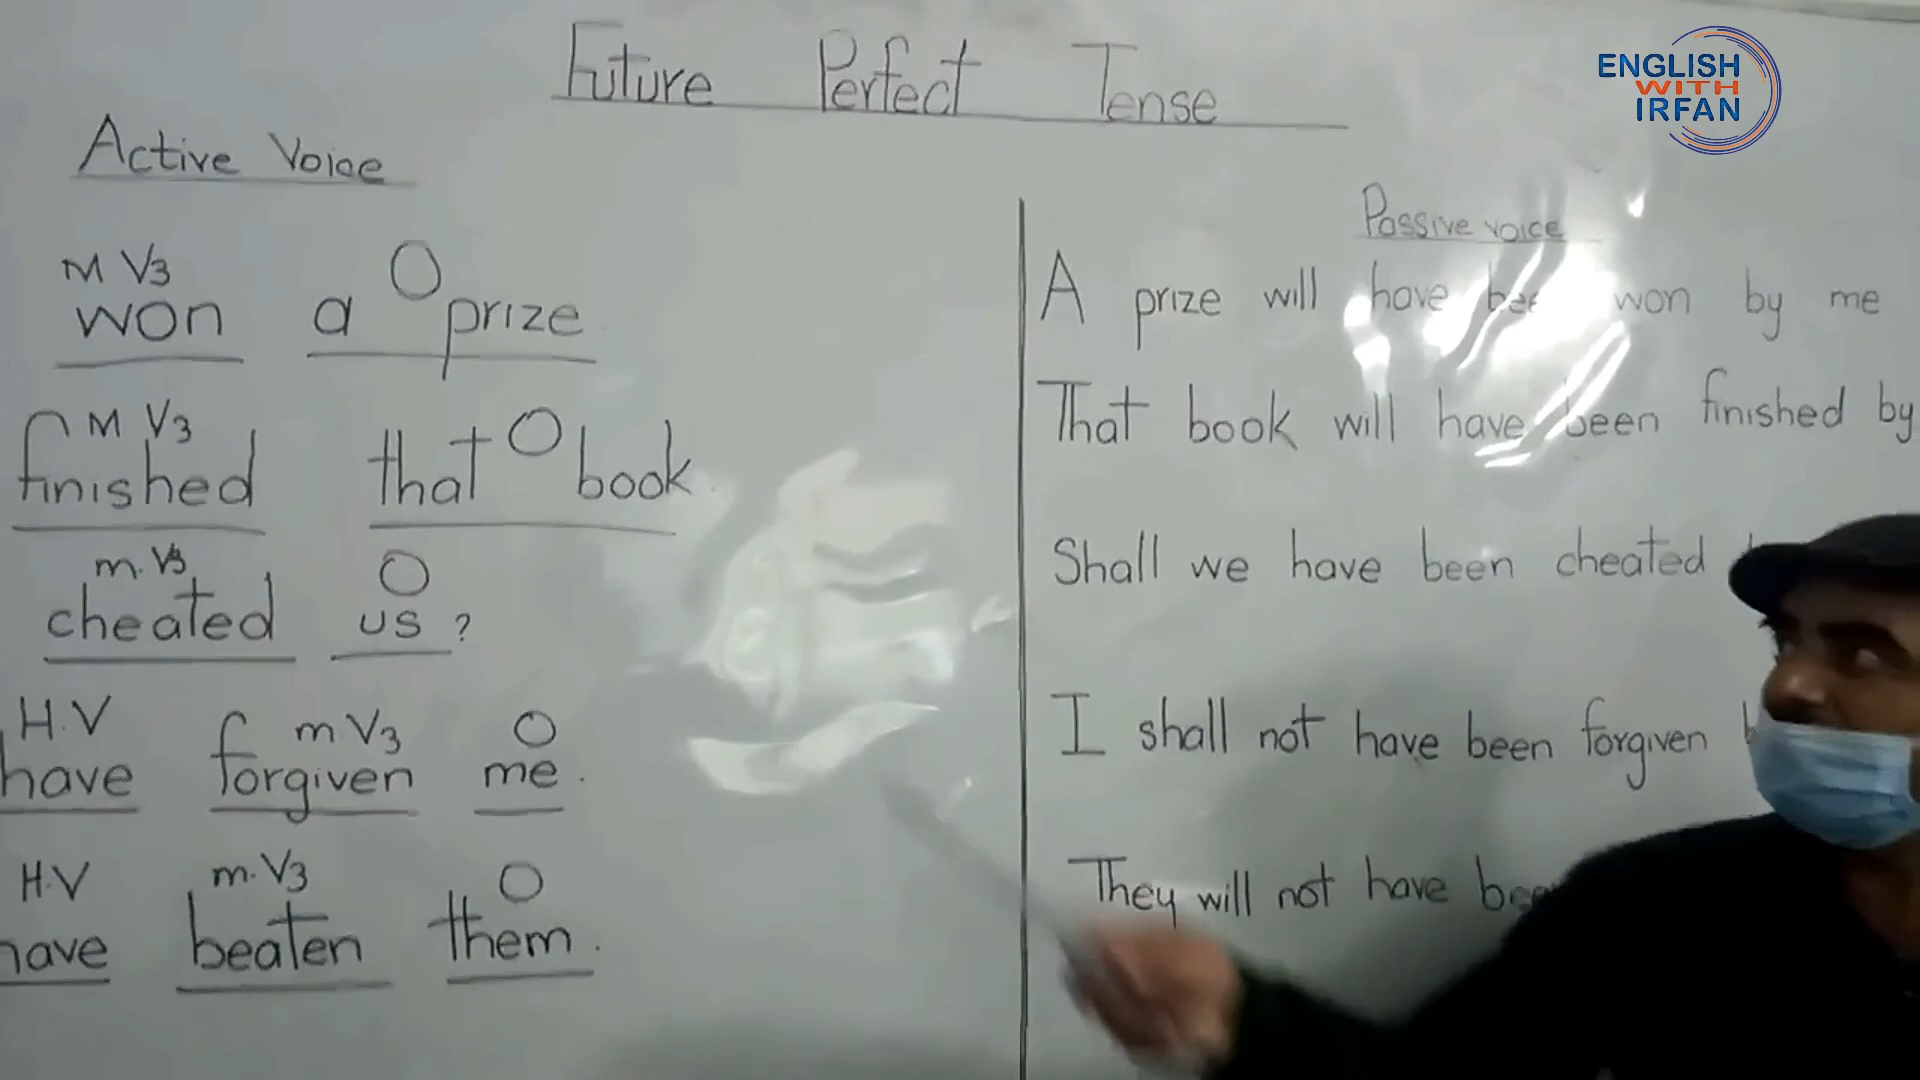 Future Perfect Tense
ENGLISH
WITH
IRFAN
Active Voice
M V3 O
won a prize
M V3 O
finished that book.
m. V3 O
cheated us ?
H.V m V3 O
have forgiven me.
H.V m. V3 O
have beaten them.
Passive voice
A prize will have been won by me
That book will have been finished by
Shall we have been cheated
I shall not have been forgiven
They will not have